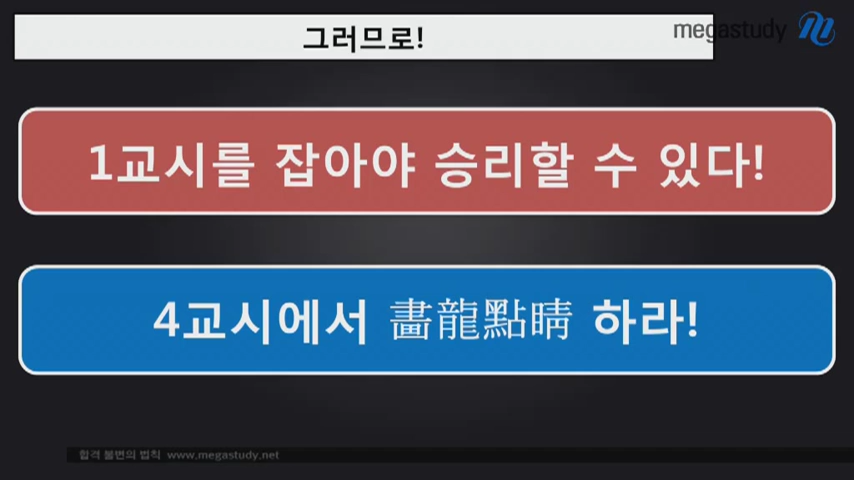 그러므로!
megastudy
1교시를 잡아야 승리할 수 있다!
4교시에서 畵龍點睛 하라!
합격 불변의 법칙 www.megastudy.net